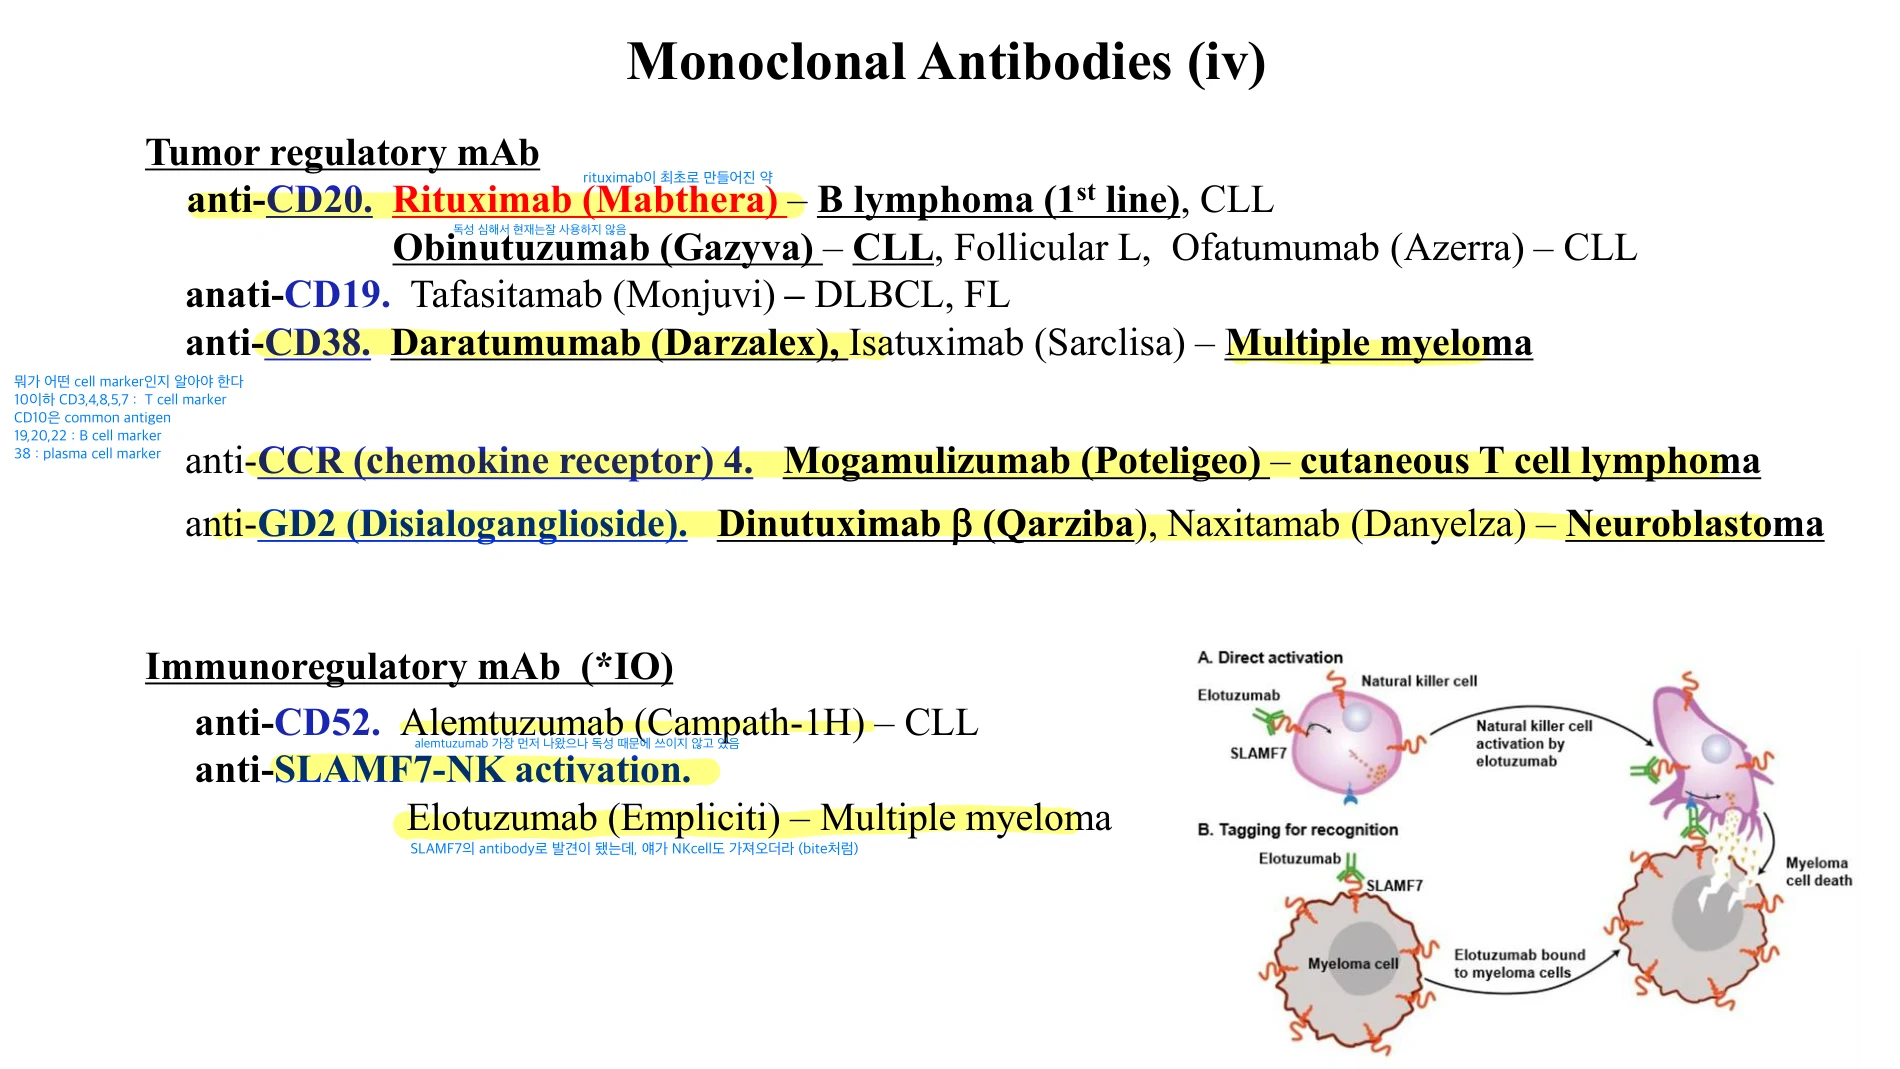 Monoclonal Antibodies (iv)
Tumor regulatory mAb
rituximab이 최초로 만들어진 약
anti-CD20. Rituximab (Mabthera) – B lymphoma (1st line), CLL
독성 심해서 현재는잘 사용하지 않음
Obinutuzumab (Gazyva) – CLL, Follicular L, Ofatumumab (Azerra) – CLL
anati-CD19. Tafasitamab (Monjuvi) – DLBCL, FL
anti-CD38. Daratumumab (Darzalex), Isatuximab (Sarclisa) – Multiple myeloma
뭐가 어떤 cell marker인지 알아야 한다
10이하 CD3,4,8,5,7 : T cell marker
CD10은 common antigen
19,20,22 : B cell marker
38 : plasma cell marker
anti-CCR (chemokine receptor) 4. Mogamulizumab (Poteligeo) – cutaneous T cell lymphoma
anti-GD2 (Disialoganglioside). Dinutuximab β (Qarziba), Naxitamab (Danyelza) – Neuroblastoma
Immunoregulatory mAb (*IO)
anti-CD52. Alemtuzumab (Campath-1H) – CLL
alemtuzumab 가장 먼저 나왔으나 독성 때문에 쓰이지 않고 있음
anti-SLAMF7-NK activation.
Elotuzumab (Empliciti) – Multiple myeloma
SLAMF7의 antibody로 발견이 됐는데, 얘가 NKcell도 가져오더라 (bite처럼)
A. Direct activation
Natural killer cell
Elotuzumab
SLAMF7
Natural killer cell
activation by
elotuzumab
B. Tagging for recognition
Elotuzumab
SLAMF7
Myeloma cell
Elotuzumab bound
to myeloma cells
Myeloma
cell death